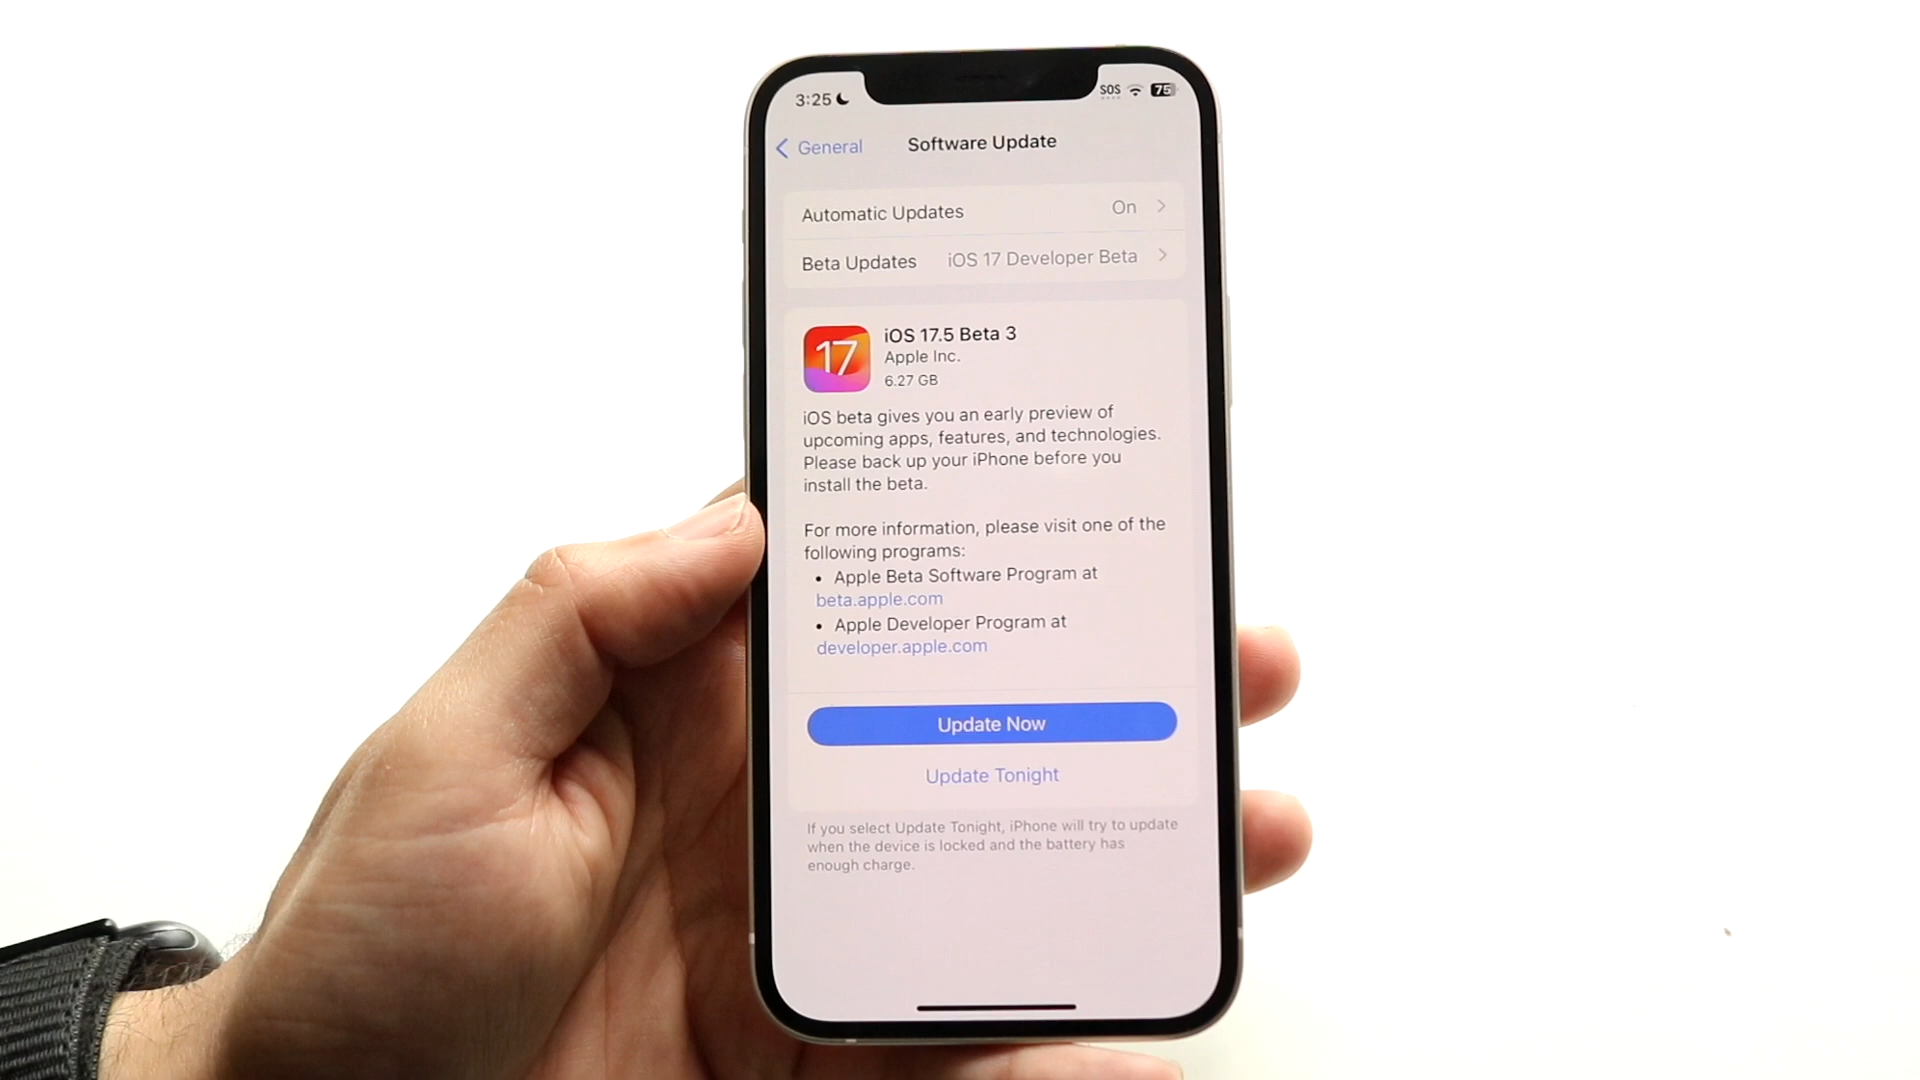 3:25
SOS
75
General
Software Update
Automatic Updates On
Beta Updates iOS 17 Developer Beta
17
iOS 17.5 Beta 3
Apple Inc.
6.27 GB
iOS beta gives you an early preview of
upcoming apps, features, and technologies.
Please back up your iPhone before you
install the beta.
For more information, please visit one of the
following programs:
• Apple Beta Software Program at
beta.apple.com
• Apple Developer Program at
developer.apple.com
Update Now
Update Tonight
If you select Update Tonight, iPhone will try to update
when the device is locked and the battery has
enough charge.